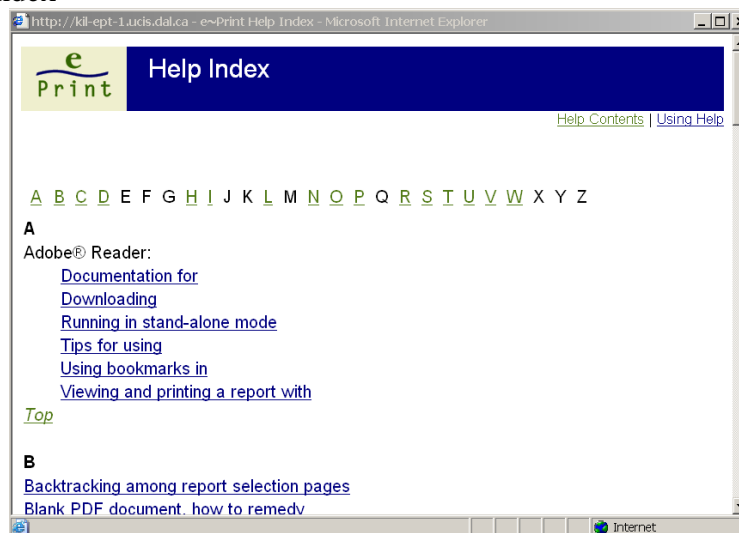 http://kil-ept-1.ucis.dal.ca - e~Print Help Index - Microsoft Internet Explorer
e
Print
Help Index
Help Contents | Using Help
A B C D E F G H I J K L M N O P Q R S T U V W X Y Z
A
Adobe® Reader:
Documentation for
Downloading
Running in stand-alone mode
Tips for using
Using bookmarks in
Viewing and printing a report with
Top
B
Backtracking among report selection pages
Blank PDF document, how to remedy
Internet